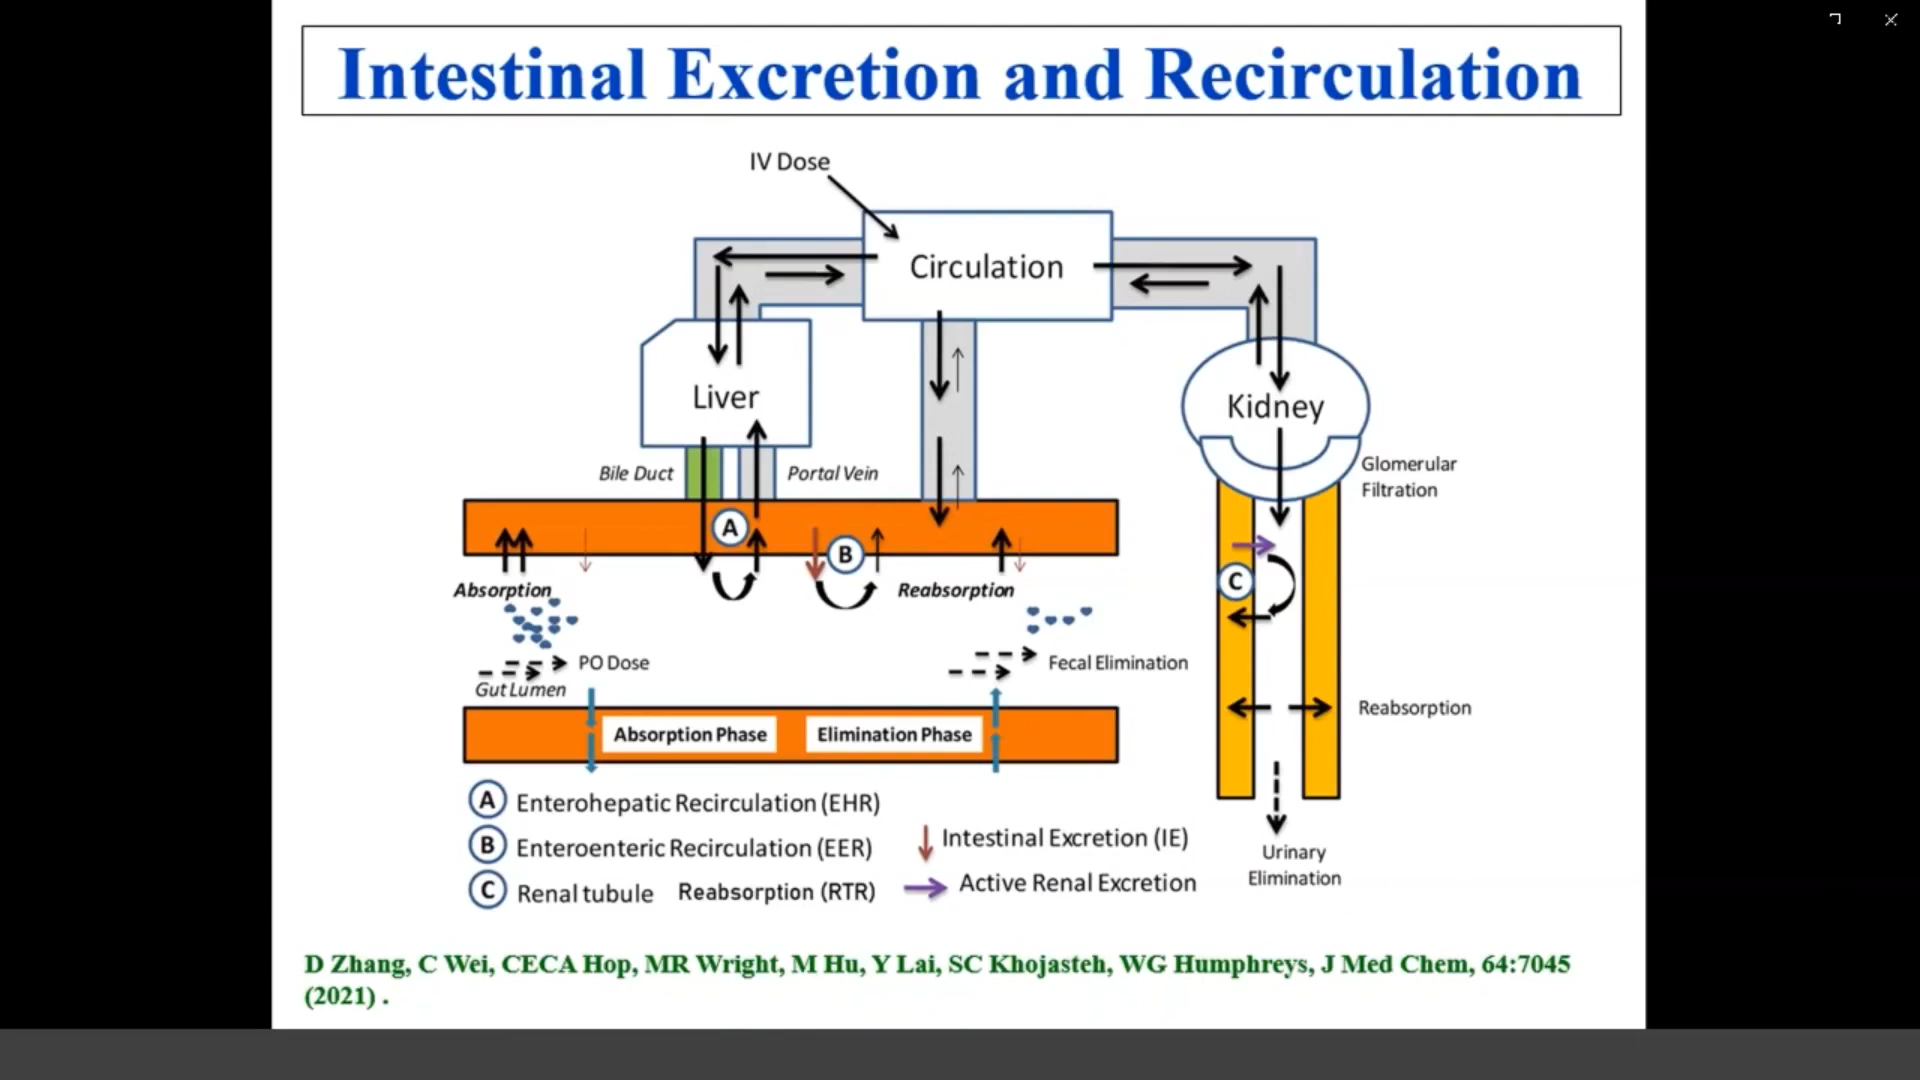 Intestinal Excretion and Recirculation
IV Dose
Circulation
Liver
Kidney
Bile Duct
Portal Vein
Glomerular
Filtration
A
B
C
Absorption
Reabsorption
PO Dose
Gut Lumen
Fecal Elimination
Reabsorption
Absorption Phase
Elimination Phase
A Enterohepatic Recirculation (EHR)
B Enteroenteric Recirculation (EER)
C Renal tubule Reabsorption (RTR)
Intestinal Excretion (IE)
Active Renal Excretion
Urinary
Elimination
D Zhang, C Wei, CECA Hop, MR Wright, M Hu, Y Lai, SC Khojasteh, WG Humphreys, J Med Chem, 64:7045
(2021) .